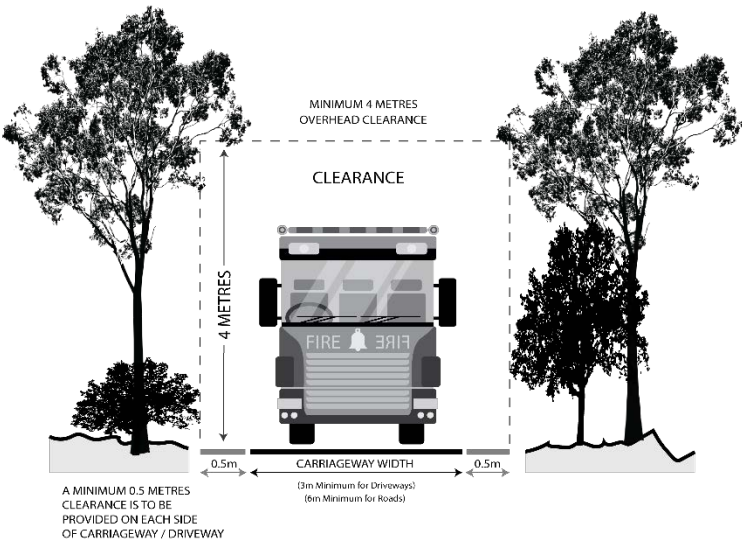 MINIMUM 4 METRES
OVERHEAD CLEARANCE
CLEARANCE
4 METRES
FIRE FIRE
0.5m
CARRIAGEWAY WIDTH
0.5m
(3m Minimum for Driveways)
(6m Minimum for Roads)
A MINIMUM 0.5 METRES
CLEARANCE IS TO BE
PROVIDED ON EACH SIDE
OF CARRIAGEWAY / DRIVEWAY